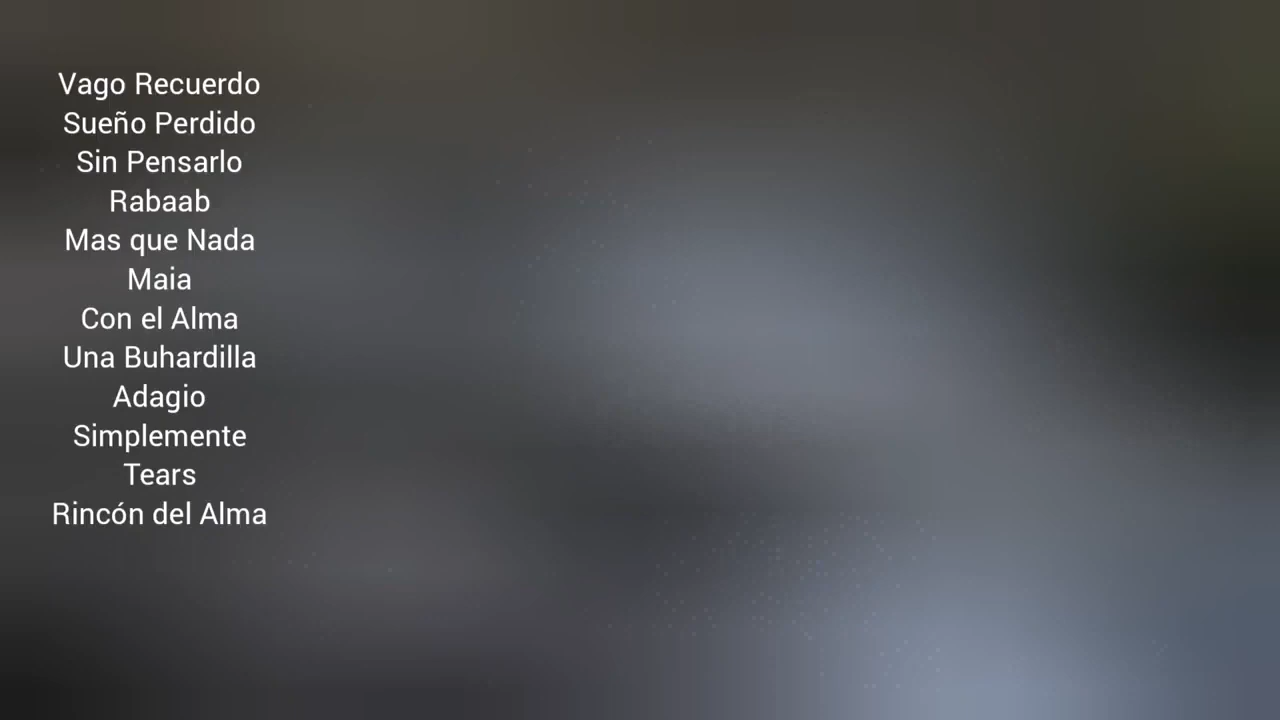 Vago Recuerdo
Sueño Perdido
Sin Pensarlo
Rabaab
Mas que Nada
Maia
Con el Alma
Una Buhardilla
Adagio
Simplemente
Tears
Rincón del Alma